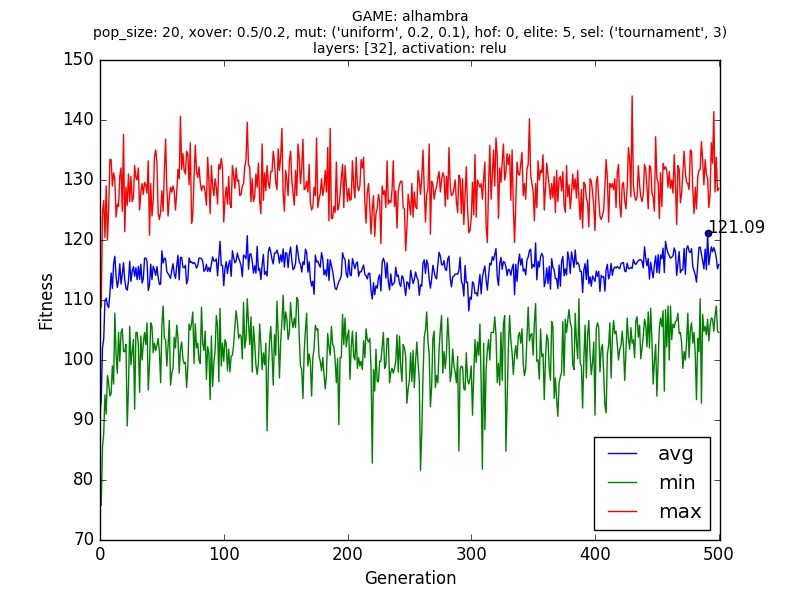 GAME: alhambra
pop_size: 20, xover: 0.5/0.2, mut: ('uniform', 0.2, 0.1), hof: 0, elite: 5, sel: ('tournament', 3)
layers: [32], activation: relu
150
140
130
120
110
100
90
80
70
Fitness
121.09
avg
min
max
0
100
200
300
400
500
Generation